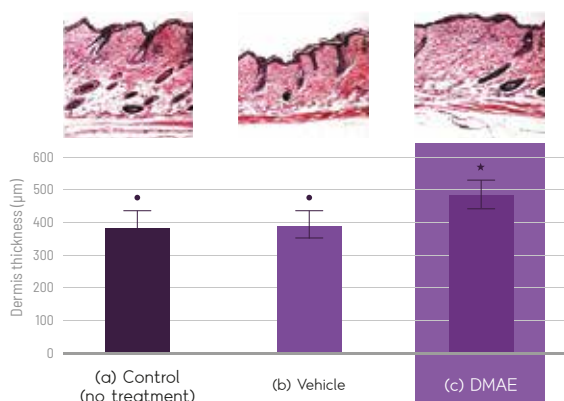 600
500
400
300
200
100
0
Dermis thickness (µm)
(a) Control
(no treatment)
(b) Vehicle
(c) DMAE